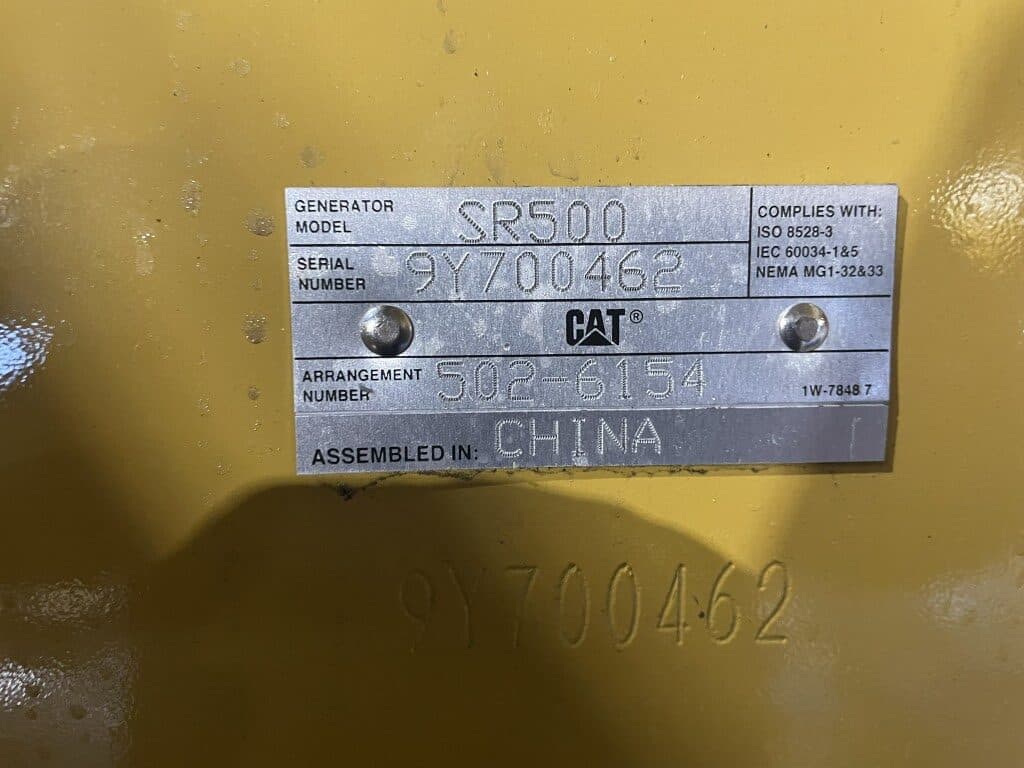 GENERATOR MODEL SR500
SERIAL NUMBER 9Y700462
COMPLIES WITH:
ISO 8528-3
IEC 60034-1&5
NEMA MG1-32&33
CAT®
ARRANGEMENT NUMBER 502-6154
1W-7848 7
ASSEMBLED IN: CHINA
9Y700462